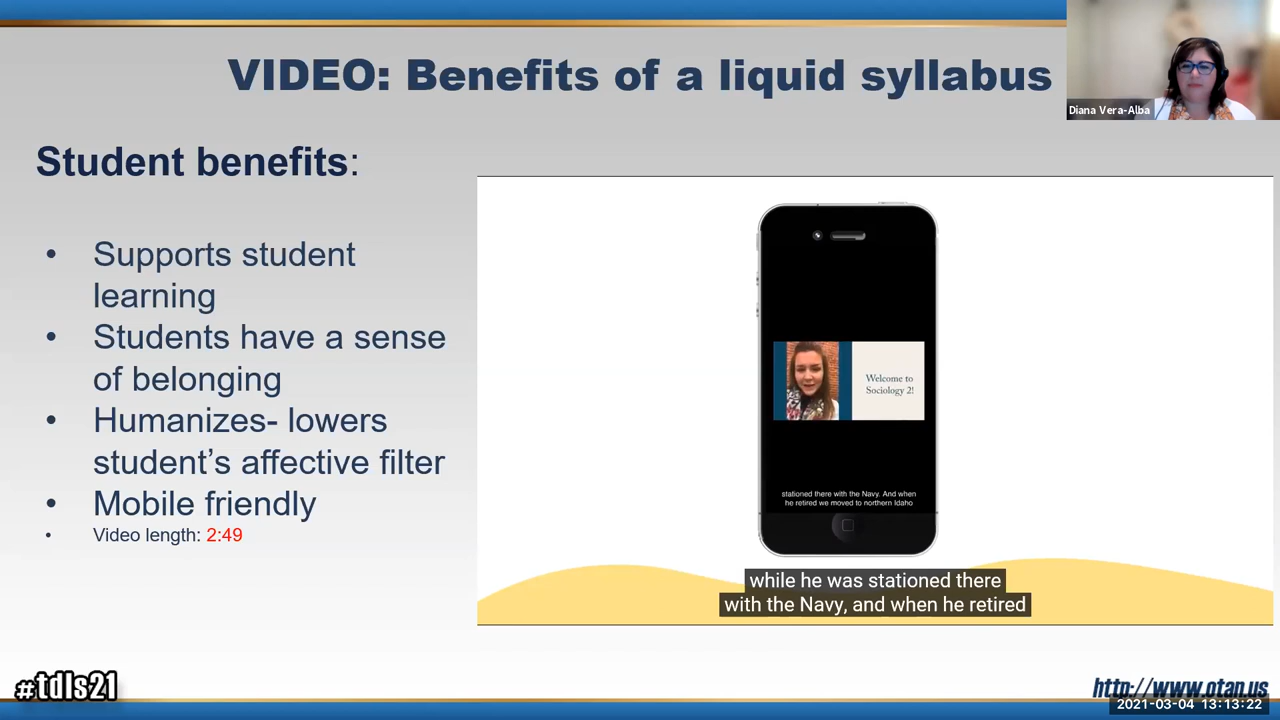 VIDEO: Benefits of a liquid syllabus
Diana Vera-Alba
Student benefits:
• Supports student
learning
• Students have a sense
of belonging
• Humanizes- lowers
student’s affective filter
• Mobile friendly
• Video length: 2:49
Welcome to
Sociology 2!
stationed there with the Navy. And when
he retired we moved to northern Idaho
while he was stationed there
with the Navy, and when he retired
#tdls21
http://www.otan.us
2021-03-04 13:13:22